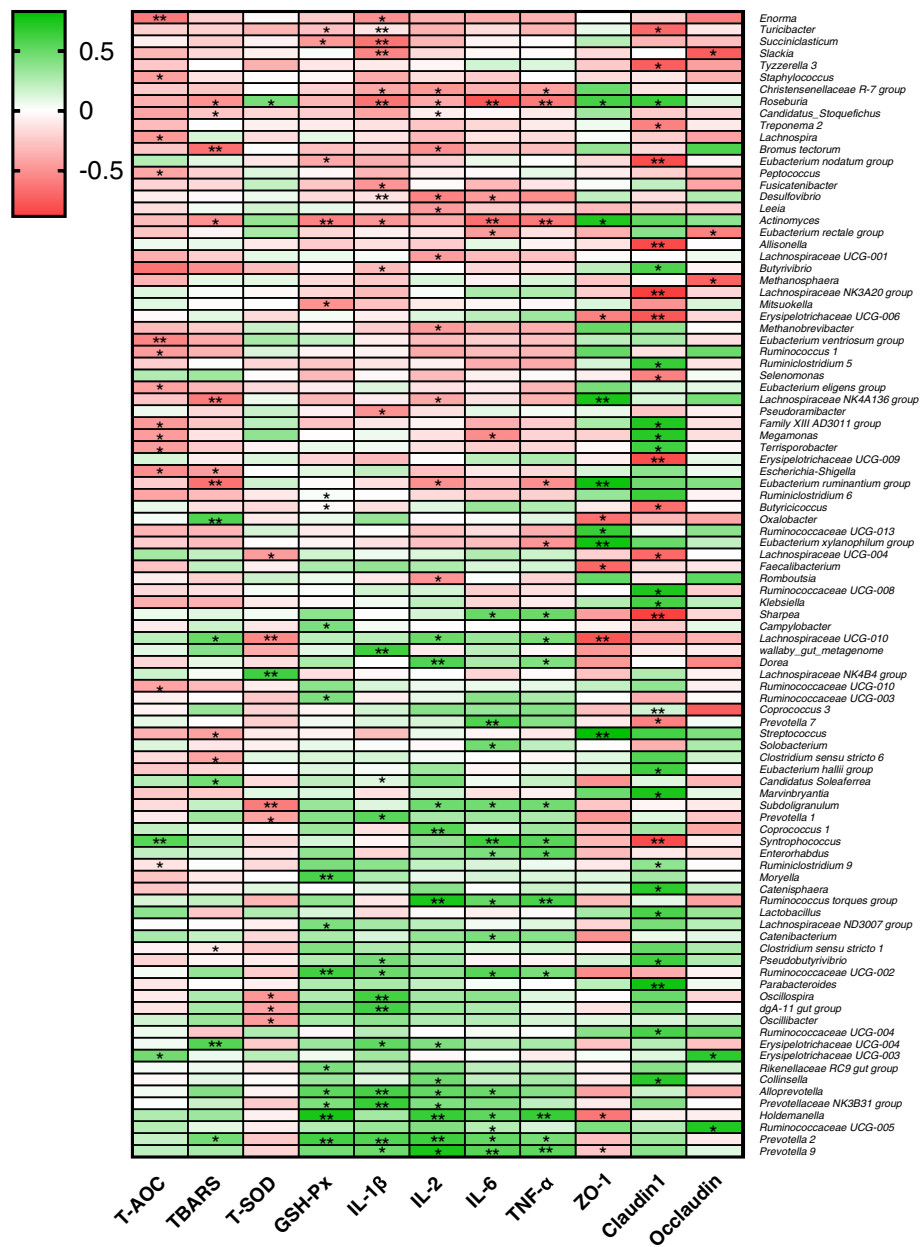 0.5
0
-0.5
** * Enorma
* ** * Turicibacter
* ** Succiniclasticum
** * Slackia
* Tyzzerella 3
* Staphylococcus
* * * Christensenellaceae R-7 group
* * ** * ** ** * * Roseburia
* * Candidatus_Stoquefichus
* Treponema 2
* Lachnospira
** * Bromus tectorum
* ** Eubacterium nodatum group
* Peptococcus
* Fusicatenibacter
** * * Desulfovibrio
* Leeia
* ** * ** ** * Actinomyces
* * Eubacterium rectale group
** Allisonella
* Lachnospiraceae UCG-001
* * Butyrivibrio
* Methanosphaera
** Lachnospiraceae NK3A20 group
* Mitsuokella
* ** Erysipelotrichaceae UCG-006
* Methanobrevibacter
** Eubacterium ventriosum group
* Ruminococcus 1
* Ruminiclostridium 5
* Selenomonas
* Eubacterium eligens group
** * ** Lachnospiraceae NK4A136 group
* Pseudoramibacter
* * Family XIII AD3011 group
* * * Megamonas
* * Terrisporobacter
** Erysipelotrichaceae UCG-009
* * Escherichia-Shigella
** * * ** Eubacterium ruminantium group
* Ruminiclostridium 6
* * Butyricicoccus
** * Oxalobacter
* Ruminococcaceae UCG-013
* ** Eubacterium xylanophilum group
* * Lachnospiraceae UCG-004
* Faecalibacterium
* Romboutsia
* Ruminococcaceae UCG-008
* Klebsiella
* * ** Sharpea
* Campylobacter
* ** * * ** Lachnospiraceae UCG-010
** wallaby_gut_metagenome
** * Dorea
** Lachnospiraceae NK4B4 group
* Ruminococcaceae UCG-010
* Ruminococcaceae UCG-003
** Coprococcus 3
** * Prevotella 7
* ** Streptococcus
* Solobacterium
* Clostridium sensu stricto 6
* Eubacterium hallii group
* * Candidatus Soleaferrea
* Marvinbryantia
** * * * Subdoligranulum
* * Prevotella 1
** Coprococcus 1
** ** * ** Syntrophococcus
* * Enterorhabdus
* * Ruminiclostridium 9
** Moryella
* Catenisphaera
** * ** Ruminococcus torques group
* Lactobacillus
* Lachnospiraceae ND3007 group
* Catenibacterium
* Clostridium sensu stricto 1
* * Pseudobutyrivibrio
** * * * Ruminococcaceae UCG-002
** Parabacteroides
* ** Oscillospira
* ** dgA-11 gut group
* Oscillibacter
* Ruminococcaceae UCG-004
** * * Erysipelotrichaceae UCG-004
* * Erysipelotrichaceae UCG-003
* Rikenellaceae RC9 gut group
* * Collinsella
* ** * * Alloprevotella
* ** * Prevotellaceae NK3B31 group
** ** * ** * Holdemanella
* * Ruminococcaceae UCG-005
* ** ** ** * * Prevotella 2
* ** ** ** * Prevotella 9
T-AOC TBARS T-SOD GSH-Px IL-1β IL-2 IL-6 TNF-α ZO-1 Claudin1 Occlaudin